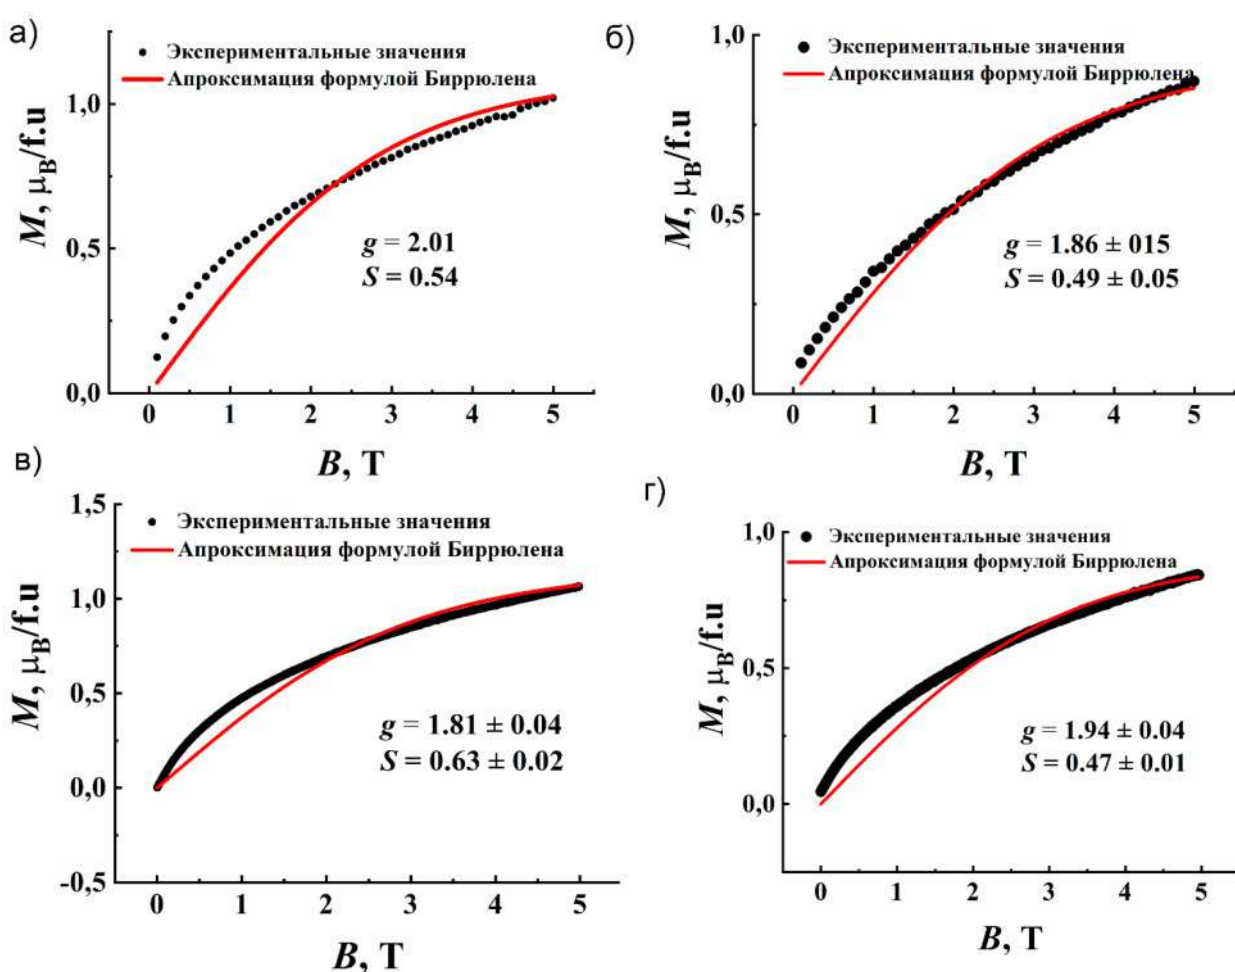 а)
Экспериментальные значения
Апроксимация формулой Биррюлена
M, μB/f.u
1,0
0,5
0,0
g = 2.01
S = 0.54
0 1 2 3 4 5
B, T
б)
Экспериментальные значения
Апроксимация формулой Биррюлена
M, μB/f.u
1,0
0,5
0,0
g = 1.86 ± 015
S = 0.49 ± 0.05
0 1 2 3 4 5
B, T
в)
Экспериментальные значения
Апроксимация формулой Биррюлена
M, μB/f.u
1,5
1,0
0,5
0,0
-0,5
g = 1.81 ± 0.04
S = 0.63 ± 0.02
0 1 2 3 4 5
B, T
г)
Экспериментальные значения
Апроксимация формулой Биррюлена
M, μB/f.u
1,0
0,5
0,0
g = 1.94 ± 0.04
S = 0.47 ± 0.01
0 1 2 3 4 5
B, T